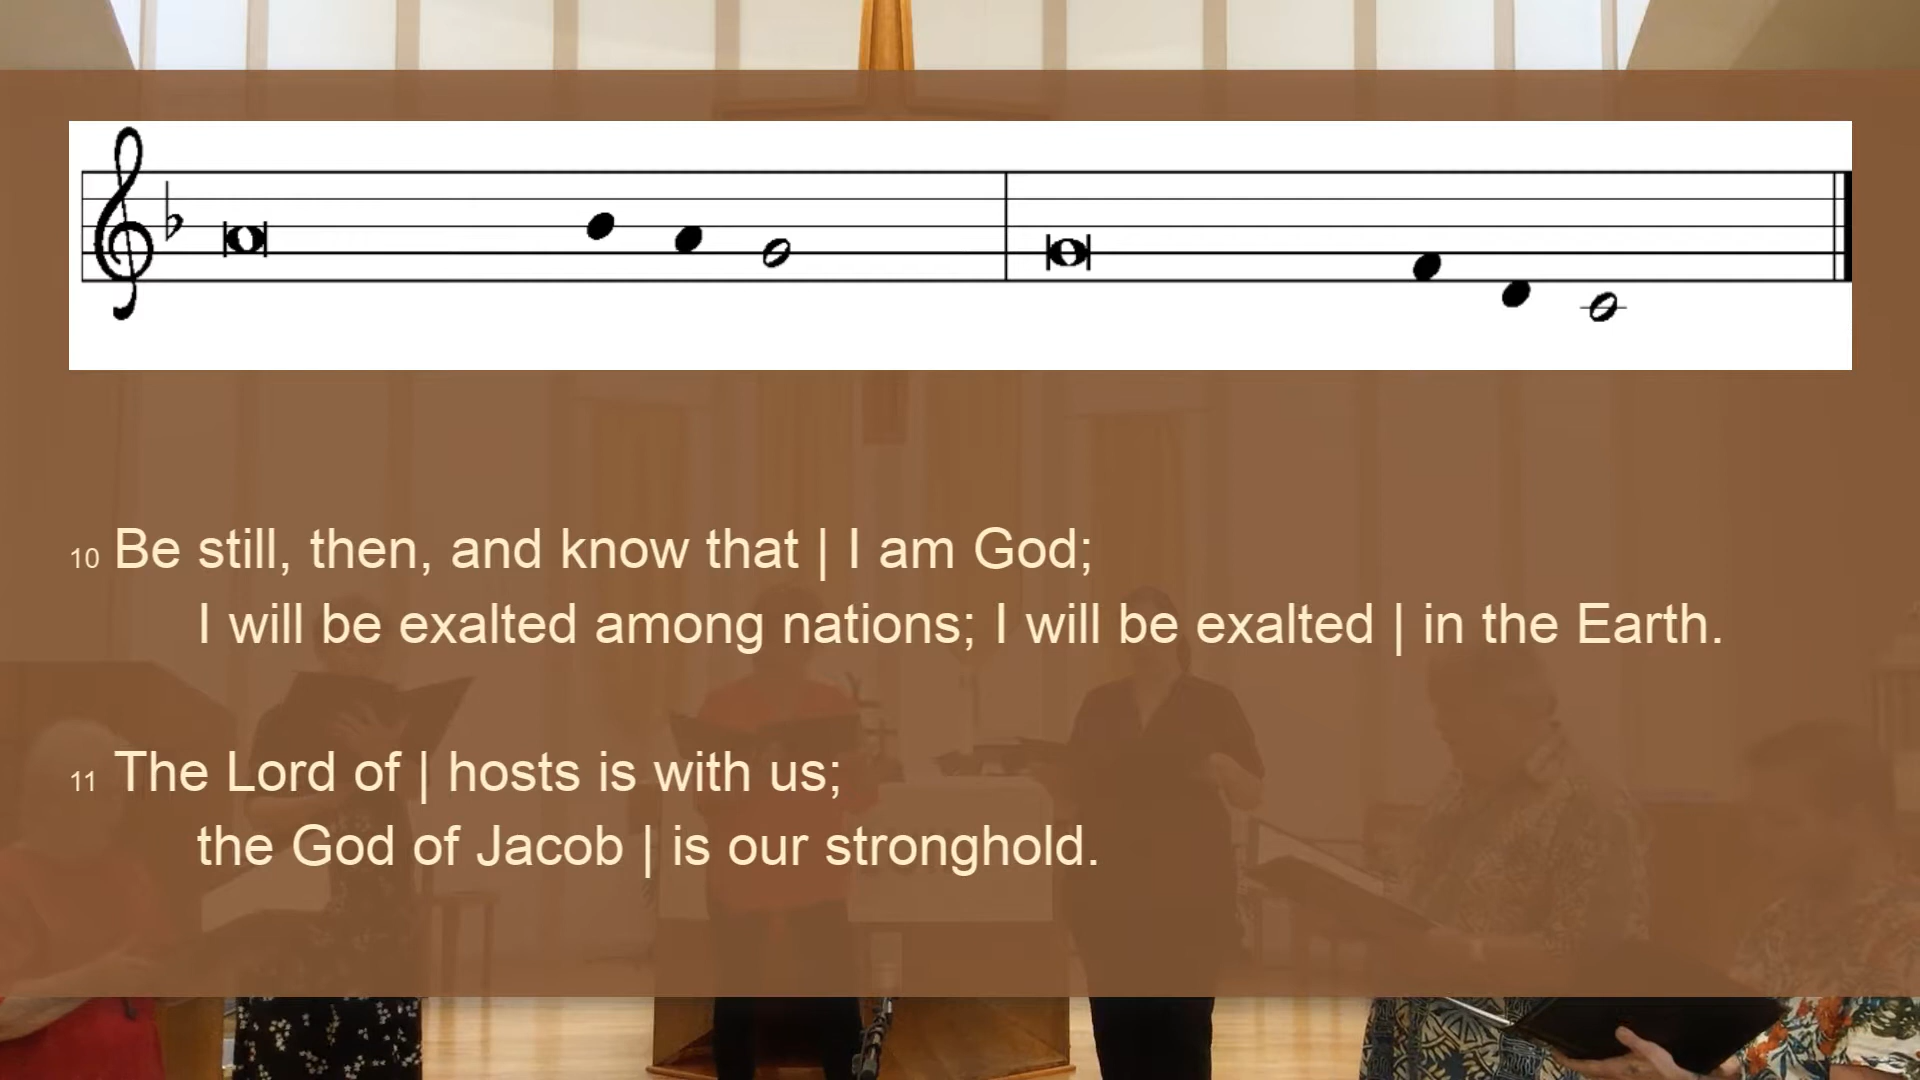 10 Be still, then, and know that | I am God;
I will be exalted among nations; I will be exalted | in the Earth.
11 The Lord of | hosts is with us;
the God of Jacob | is our stronghold.